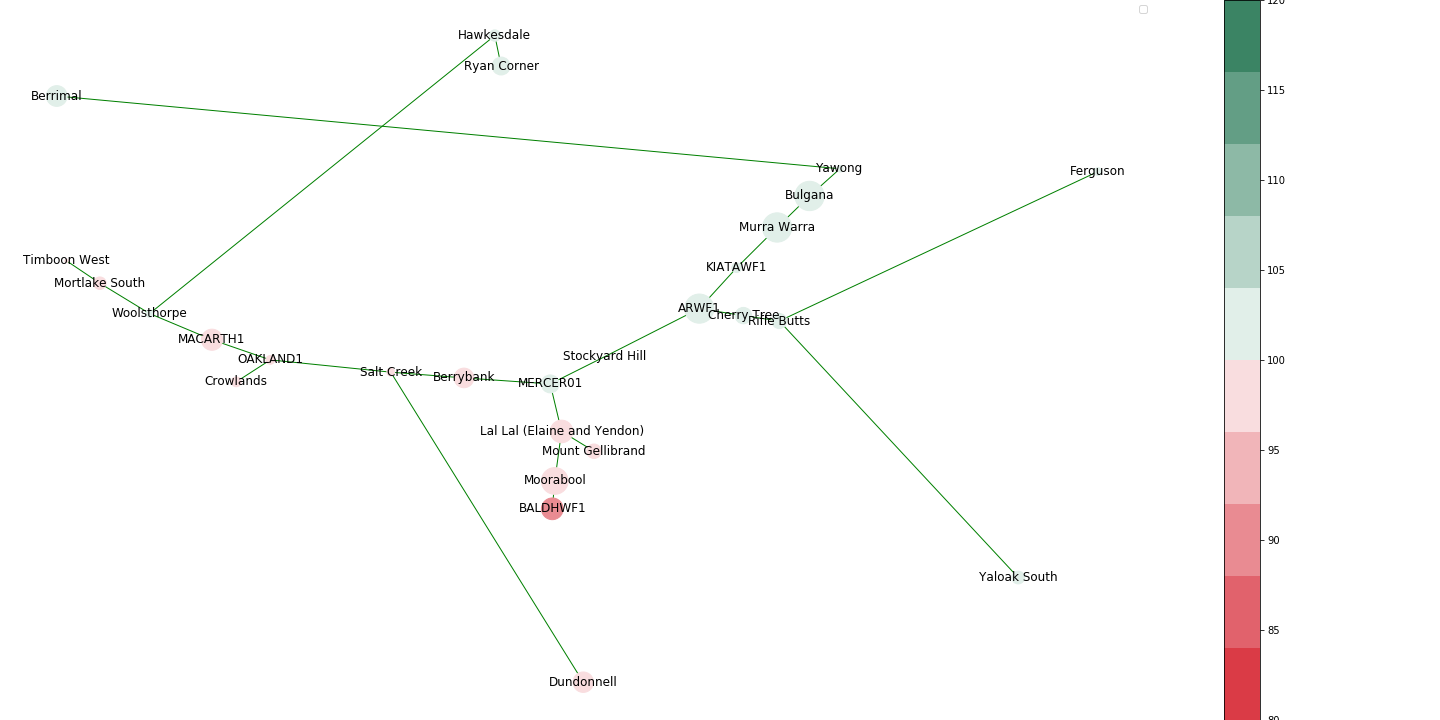 Hawkesdale
Ryan Corner
Berrimal
Yawong
Ferguson
Bulgana
Murra Warra
Timboon West
KIATAWF1
Mortlake South
ARWF1
Woolsthorpe
Cherry Tree
Rifle Butts
MACARTH1
Stockyard Hill
OAKLAND1
Salt Creek
Berrybank
Crowlands
MERCER01
Lal Lal (Elaine and Yendon)
Mount Gellibrand
Moorabool
BALDHWF1
Yaloak South
Dundonnell
120
115
110
105
100
95
90
85
80